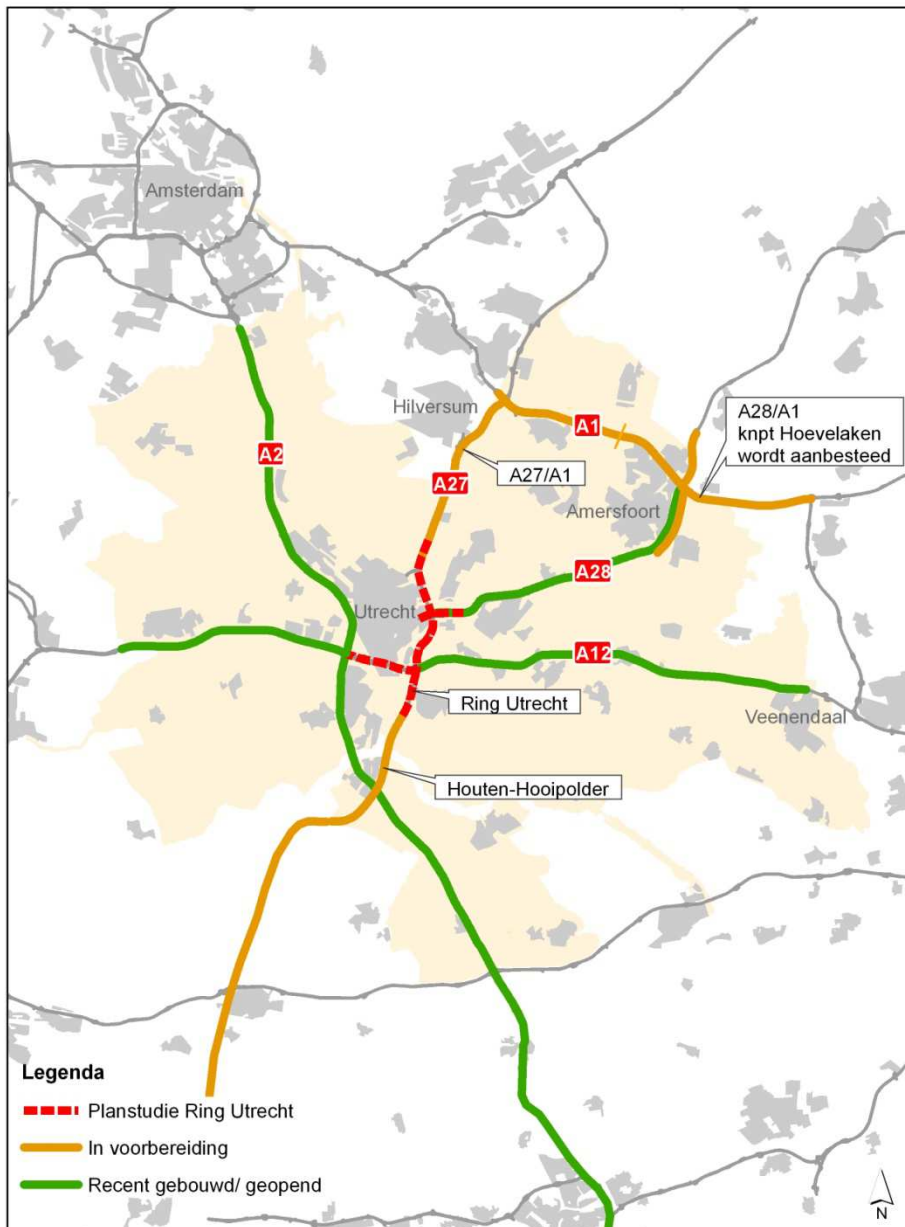 Amsterdam
Hilversum
A1
A28/A1
knpt Hoevelaken
wordt aanbesteed
A2
A27
A27/A1
Amersfoort
A28
Utrecht
A12
Ring Utrecht
Veenendaal
Houten-Hooipolder
Legenda
Planstudie Ring Utrecht
In voorbereiding
Recent gebouwd/ geopend
N